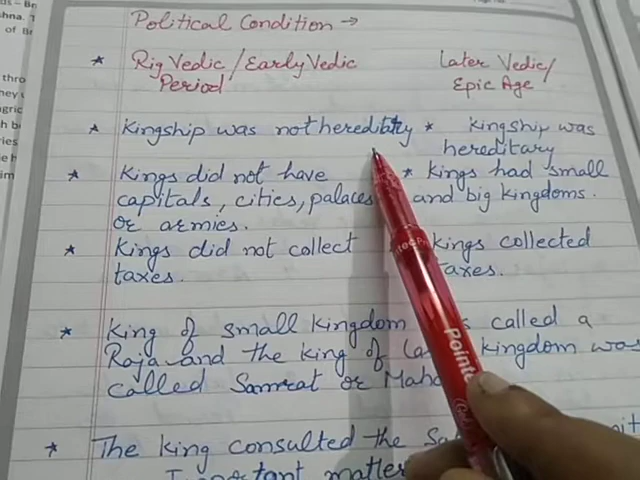 Political Condition →
* Rig Vedic/Early Vedic Period
Later Vedic/ Epic Age
* Kingship was not hereditary
* Kingship was hereditary
* Kings did not have
capitals, cities, palaces
or armies.
* Kings had small
and big kingdoms.
* Kings did not collect
taxes.
Kings collected
taxes.
* King of small kingdom called a
Raja and the king of kingdom was
called Samrat or
* The king consulted the
Important matter
Pointe